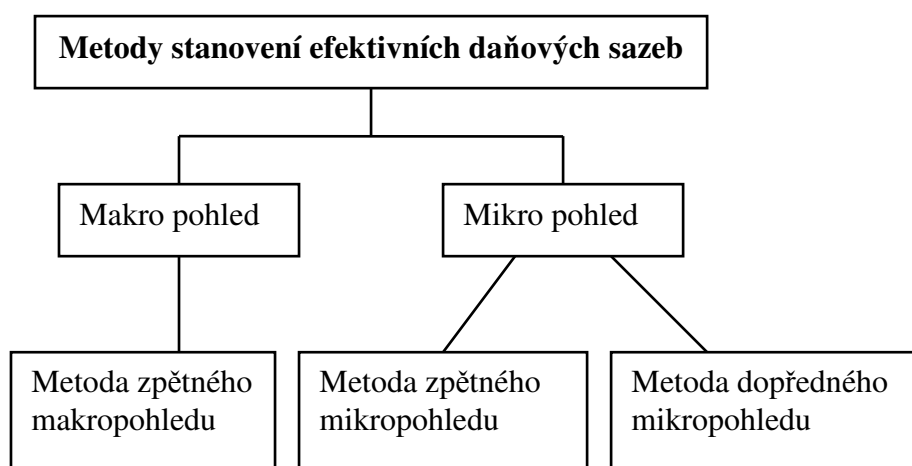 Metody stanovení efektivních daňových sazeb
Makro pohled
Mikro pohled
Metoda zpětného
makropohledu
Metoda zpětného
mikropohledu
Metoda dopředného
mikropohledu